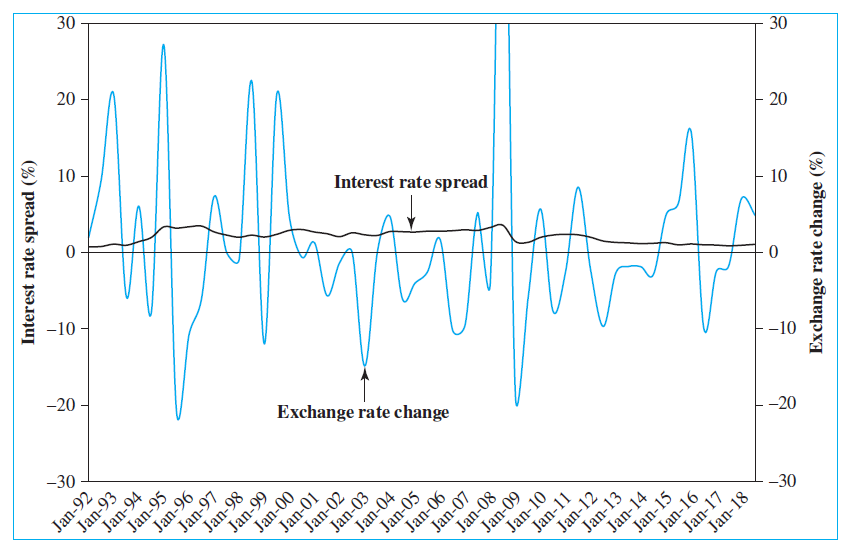 30
20
10
0
−10
−20
−30
30
20
10
0
−10
−20
−30
Interest rate spread (%)
Exchange rate change (%)
Interest rate spread
Exchange rate change
Jan-92
Jan-93
Jan-94
Jan-95
Jan-96
Jan-97
Jan-98
Jan-99
Jan-00
Jan-01
Jan-02
Jan-03
Jan-04
Jan-05
Jan-06
Jan-07
Jan-08
Jan-09
Jan-10
Jan-11
Jan-12
Jan-13
Jan-14
Jan-15
Jan-16
Jan-17
Jan-18